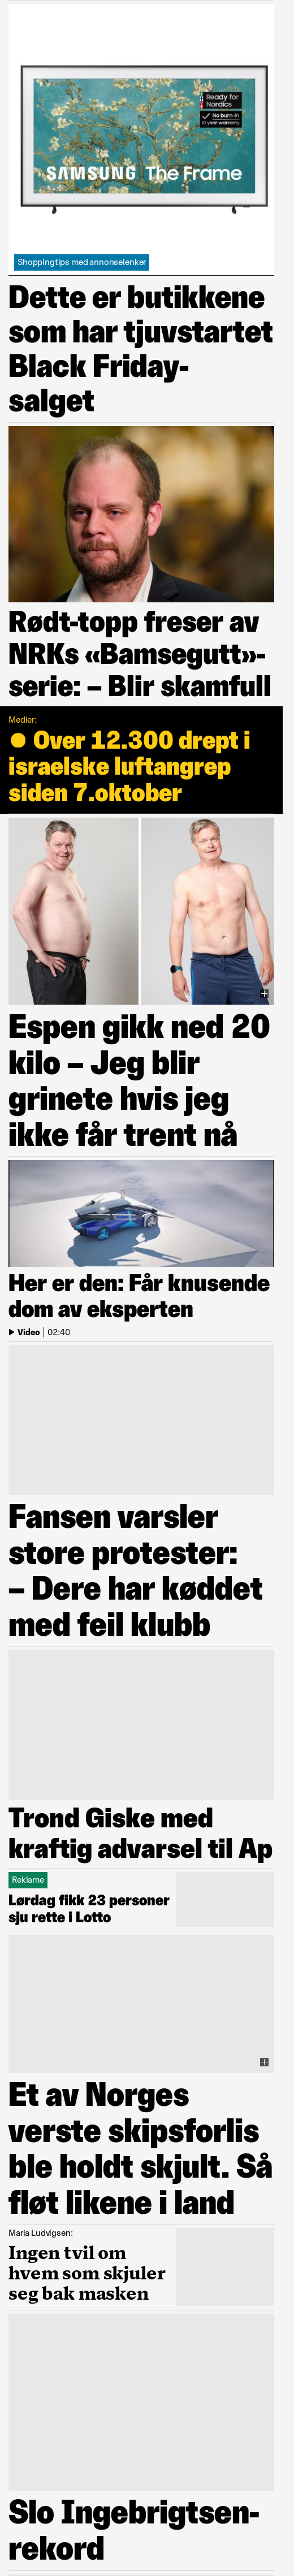 Ready for
Nordics
No burn-in
10 year warranty
SAMSUNG The Frame
Shoppingtips med annonselenker
Dette er butikkene
som har tjuvstartet
Black Friday-
salget
Rødt-topp freser av
NRKs «Bamsegutt»-
serie: – Blir skamfull
Medier:
Over 12.300 drept i
israelske luftangrep
siden 7.oktober
Espen gikk ned 20
kilo – Jeg blir
grinete hvis jeg
ikke får trent nå
Her er den: Får knusende
dom av eksperten
Video | 02:40
Fansen varsler
store protester:
– Dere har køddet
med feil klubb
Trond Giske med
kraftig advarsel til Ap
Reklame
Lørdag fikk 23 personer
sju rette i Lotto
Et av Norges
verste skipsforlis
ble holdt skjult. Så
fløt likene i land
Maria Ludvigsen:
Ingen tvil om
hvem som skjuler
seg bak masken
Slo Ingebrigtsen-
rekord